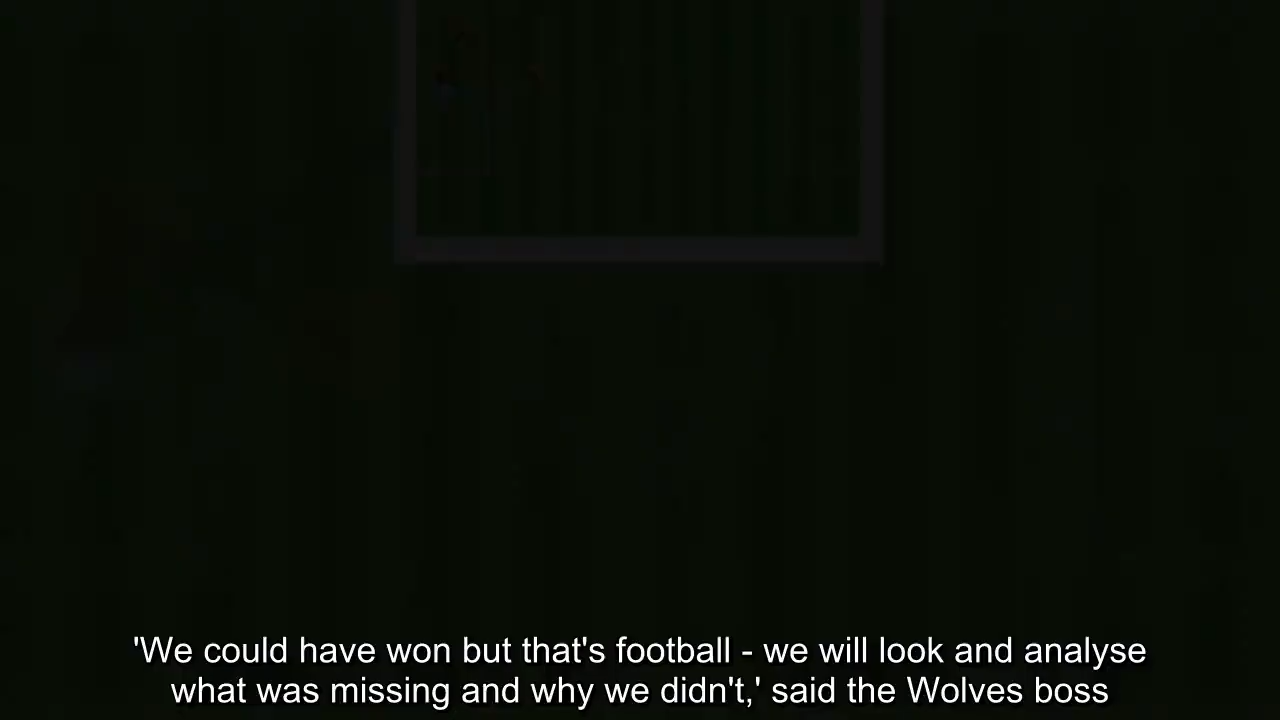 'We could have won but that's football - we will look and analyse
what was missing and why we didn't,' said the Wolves boss